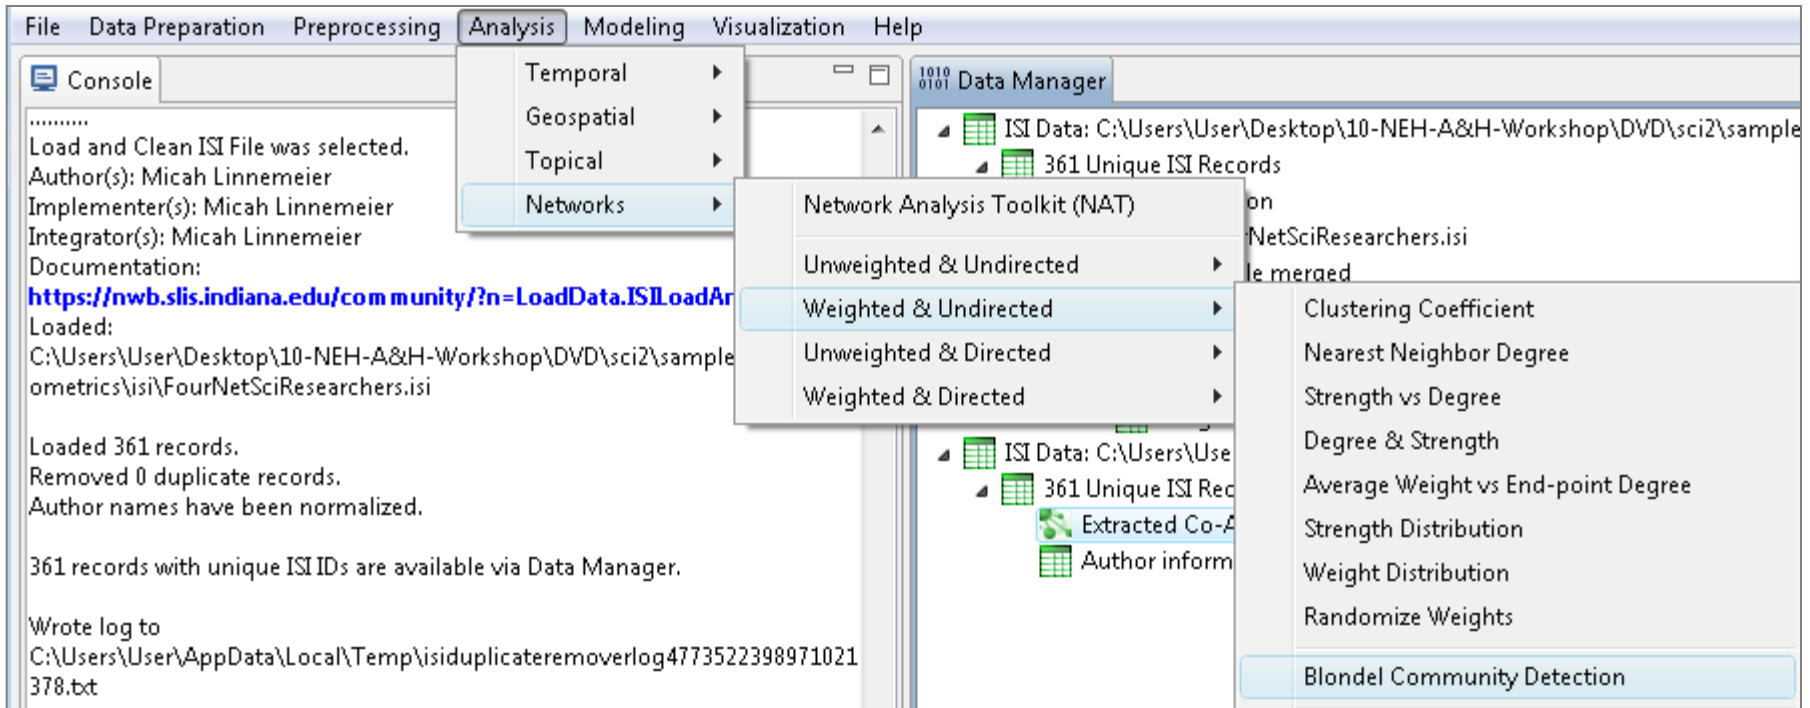 File Data Preparation Preprocessing Analysis Modeling Visualization Help
Console
..........
Load and Clean ISI File was selected.
Author(s): Micah Linnemeier
Implementer(s): Micah Linnemeier
Integrator(s): Micah Linnemeier
Documentation:
https://nwb.slis.indiana.edu/community/?n=LoadData.ISILoadAr
Loaded:
C:\Users\User\Desktop\10-NEH-A&H-Workshop\DVD\sci2\sample
ometrics\isi\FourNetSciResearchers.isi
Loaded 361 records.
Removed 0 duplicate records.
Author names have been normalized.
361 records with unique ISI IDs are available via Data Manager.
Wrote log to
C:\Users\User\AppData\Local\Temp\isiduplicateremoverlog4773522398971021
378.txt
Temporal
Geospatial
Topical
Networks
Network Analysis Toolkit (NAT)
Unweighted & Undirected
Weighted & Undirected
Unweighted & Directed
Weighted & Directed
Clustering Coefficient
Nearest Neighbor Degree
Strength vs Degree
Degree & Strength
Average Weight vs End-point Degree
Strength Distribution
Weight Distribution
Randomize Weights
Blondel Community Detection
Data Manager
ISI Data: C:\Users\User\Desktop\10-NEH-A&H-Workshop\DVD\sci2\sample
361 Unique ISI Records
on
NetSciResearchers.isi
le merged
ISI Data: C:\Users\Use
361 Unique ISI Rec
Extracted Co-A
Author inform